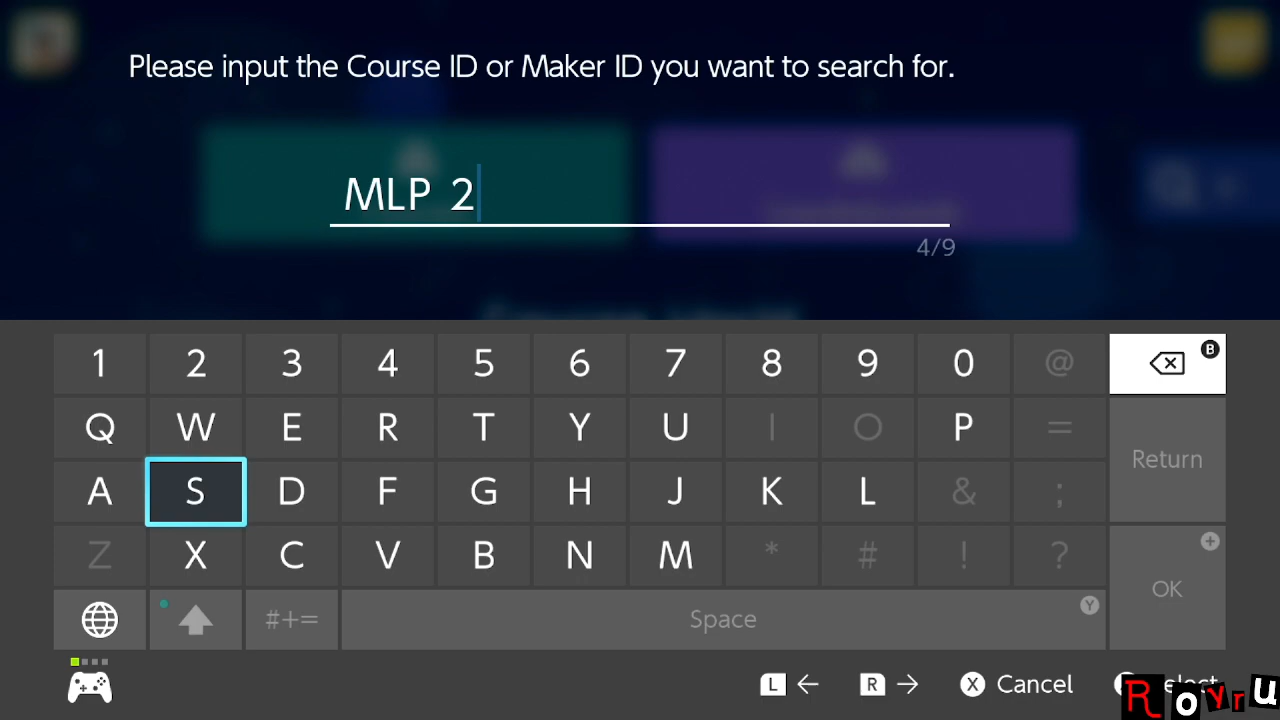 Please input the Course ID or Maker ID you want to search for.
MLP 2
4/9
1 2 3 4 5 6 7 8 9 0 @ B
Q W E R T Y U I O P = Return
A S D F G H J K L & ;
Z X C V B N M * # ! ? +
OK
#+= Space Y
L ← R → X Cancel
Royru